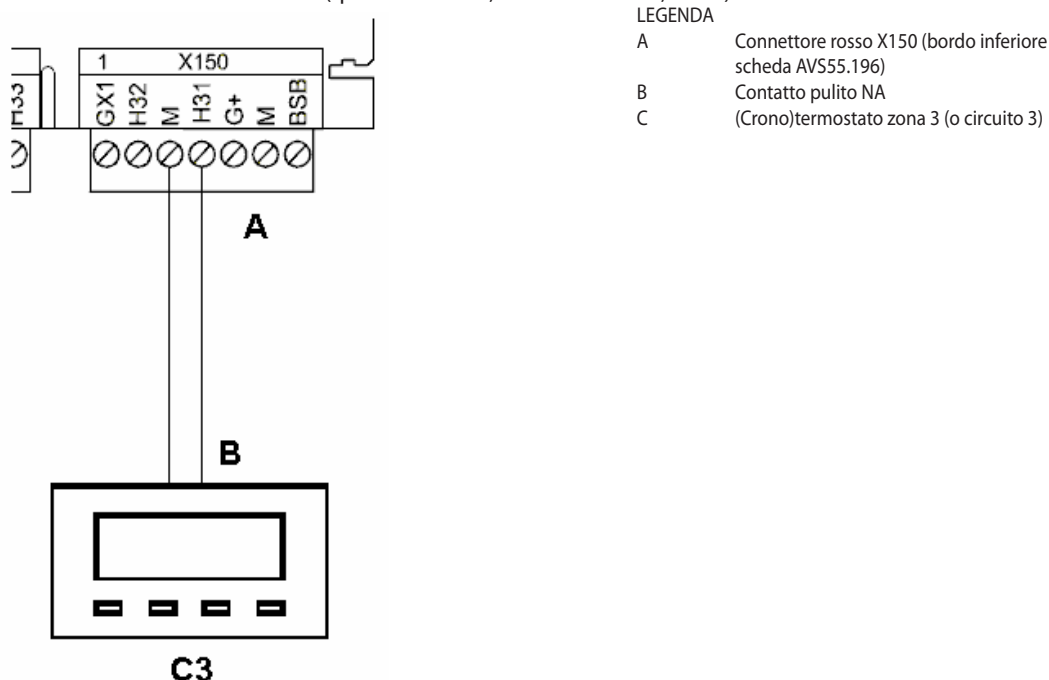 LEGENDA
A Connettore rosso X150 (bordo inferiore
scheda AVS55.196)
B Contatto pulito NA
C (Crono)termostato zona 3 (o circuito 3)
1 X150
H33
GX1
H32
M
H31
G+
M
BSB
A
B
C3